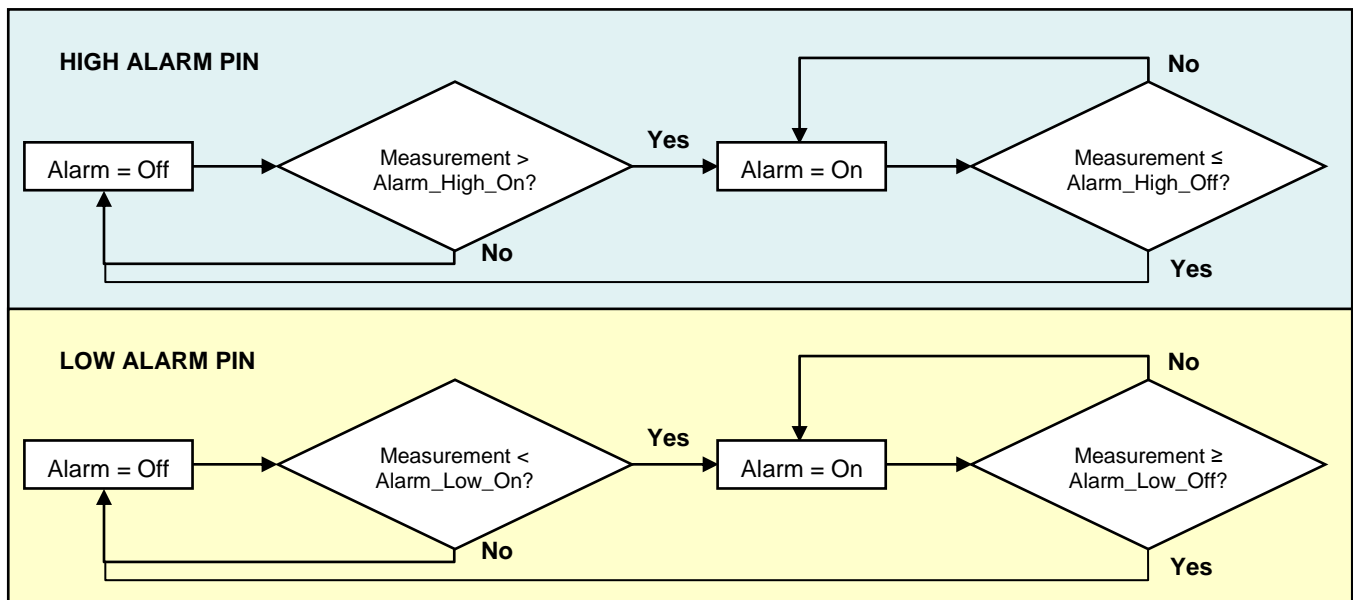 HIGH ALARM PIN
No
Alarm = Off
Measurement >
Alarm_High_On?
Yes
Alarm = On
Measurement ≤
Alarm_High_Off?
No
Yes
LOW ALARM PIN
No
Alarm = Off
Measurement <
Alarm_Low_On?
Yes
Alarm = On
Measurement ≥
Alarm_Low_Off?
No
Yes